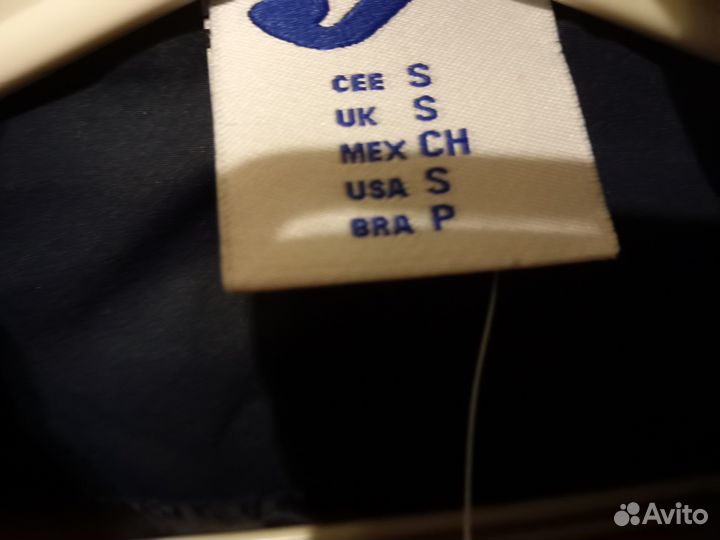 CEE S
UK S
MEX CH
USA S
BRA P
Avito